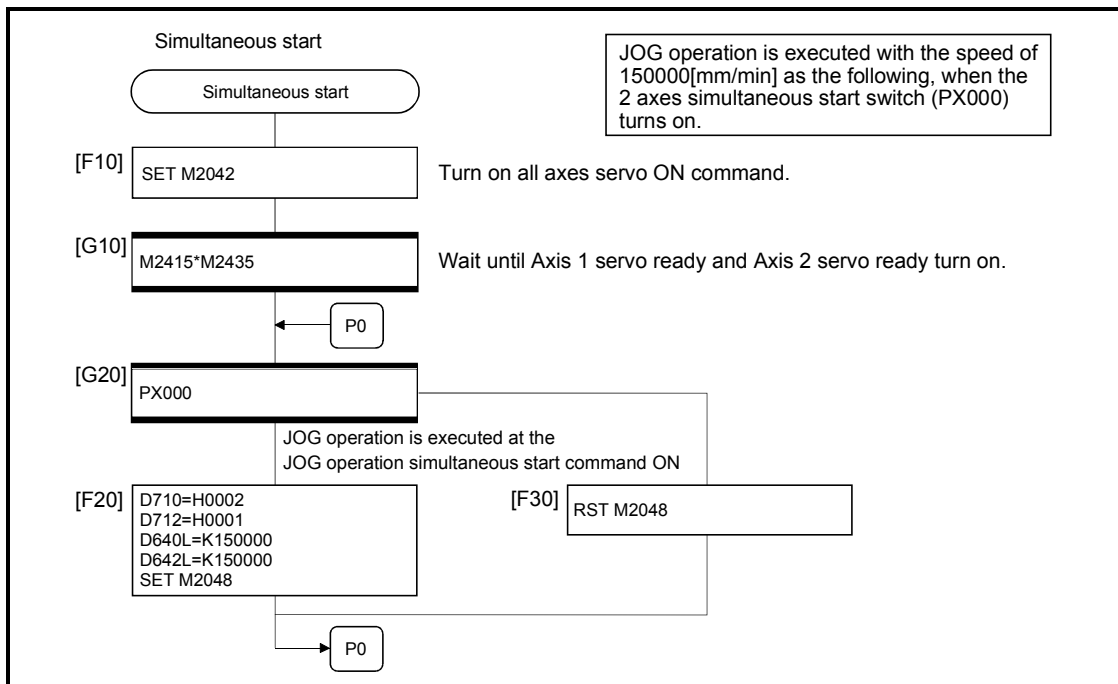 Simultaneous start
JOG operation is executed with the speed of
150000[mm/min] as the following, when the
2 axes simultaneous start switch (PX000)
turns on.
Simultaneous start
[F10]
SET M2042
Turn on all axes servo ON command.
[G10]
M2415*M2435
Wait until Axis 1 servo ready and Axis 2 servo ready turn on.
P0
[G20]
PX000
JOG operation is executed at the
JOG operation simultaneous start command ON
[F20]
D710=H0002
D712=H0001
D640L=K150000
D642L=K150000
SET M2048
[F30]
RST M2048
P0